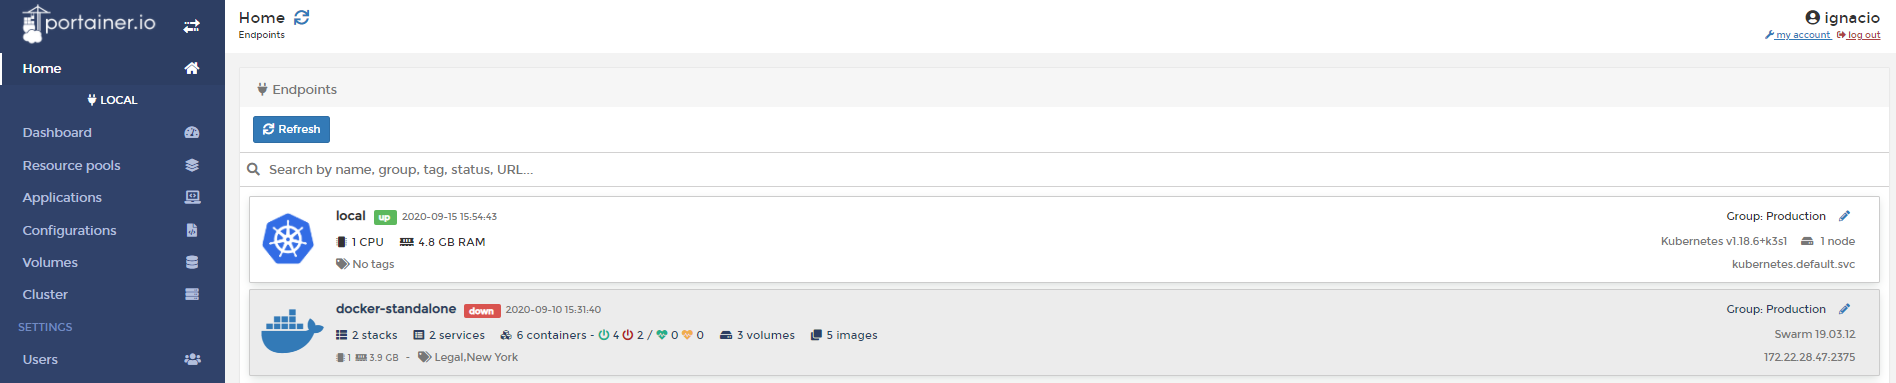 portainer.io
Home
LOCAL
Dashboard
Resource pools
Applications
Configurations
Volumes
Cluster
SETTINGS
Users
Home
Endpoints
ignacio
my account log out
Endpoints
Refresh
Search by name, group, tag, status, URL...
local up 2020-09-15 15:54:43
Group: Production
1 CPU 4.8 GB RAM
Kubernetes v1.18.6+k3s1 1 node
No tags
kubernetes.default.svc
docker-standalone down 2020-09-10 15:31:40
Group: Production
2 stacks 2 services 6 containers - 4 2 / 0 0 3 volumes 5 images
Swarm 19.03.12
1 3.9 GB - Legal,New York
172.22.28.47:2375